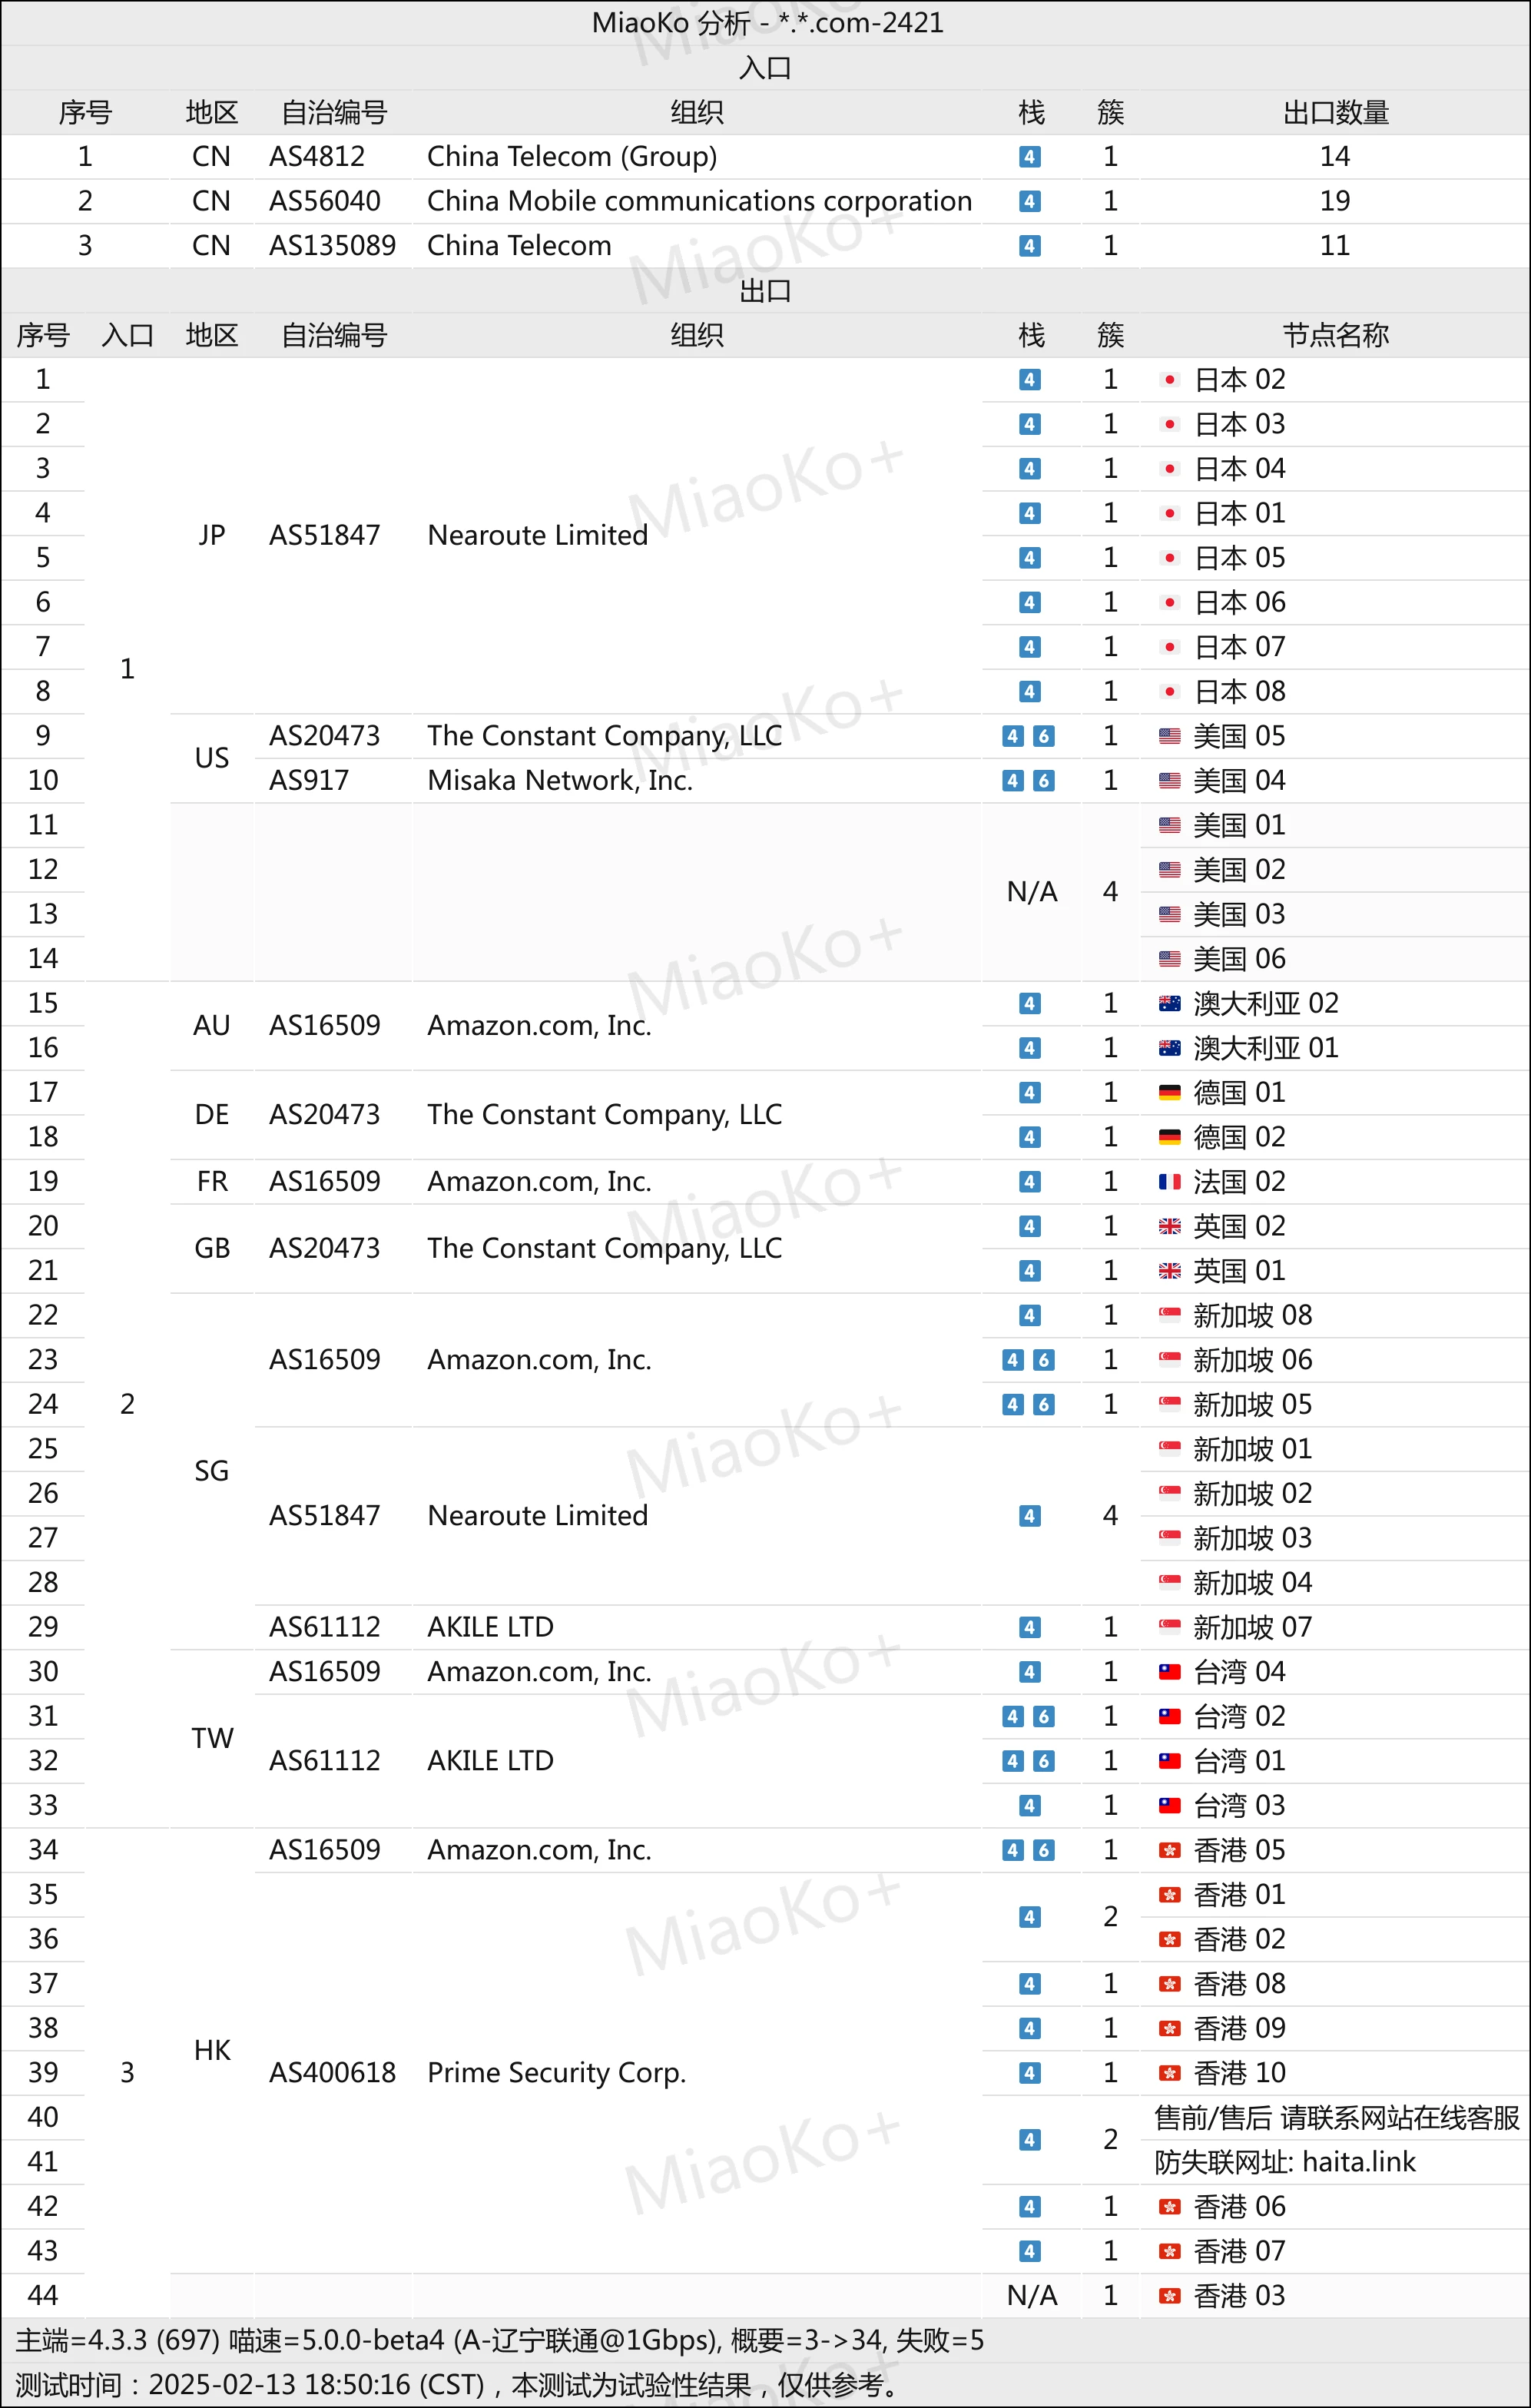 MiaoKo 分析 - *.*.com-2421
入口
序号 地区 自治编号 组织 栈 簇 出口数量
1 CN AS4812 China Telecom (Group) 4 1 14
2 CN AS56040 China Mobile communications corporation 4 1 19
3 CN AS135089 China Telecom 4 1 11
出口
序号 入口 地区 自治编号 组织 栈 簇 节点名称
1 4 1 日本 02
2 4 1 日本 03
3 4 1 日本 04
4 4 1 日本 01
JP AS51847 Nearoute Limited
5 4 1 日本 05
6 4 1 日本 06
7 4 1 日本 07
1
8 4 1 日本 08
9 AS20473 The Constant Company, LLC 4 6 1 美国 05
US
10 AS917 Misaka Network, Inc. 4 6 1 美国 04
11 美国 01
12 美国 02
N/A 4
13 美国 03
14 美国 06
15 4 1 澳大利亚 02
AU AS16509 Amazon.com, Inc.
16 4 1 澳大利亚 01
17 4 1 德国 01
DE AS20473 The Constant Company, LLC
18 4 1 德国 02
19 FR AS16509 Amazon.com, Inc. 4 1 法国 02
20 4 1 英国 02
GB AS20473 The Constant Company, LLC
21 4 1 英国 01
22 4 1 新加坡 08
23 AS16509 Amazon.com, Inc. 4 6 1 新加坡 06
24 2 4 6 1 新加坡 05
25 新加坡 01
SG
26 新加坡 02
AS51847 Nearoute Limited 4 4
27 新加坡 03
28 新加坡 04
29 AS61112 AKILE LTD 4 1 新加坡 07
30 AS16509 Amazon.com, Inc. 4 1 台湾 04
31 4 6 1 台湾 02
TW
32 AS61112 AKILE LTD 4 6 1 台湾 01
33 4 1 台湾 03
34 AS16509 Amazon.com, Inc. 4 6 1 香港 05
35 香港 01
4 2
36 香港 02
37 4 1 香港 08
38 4 1 香港 09
HK
39 3 AS400618 Prime Security Corp. 4 1 香港 10
40 售前/售后 请联系网站在线客服
4 2
41 防失联网址: haita.link
42 4 1 香港 06
43 4 1 香港 07
44 N/A 1 香港 03
主端=4.3.3 (697) 喵速=5.0.0-beta4 (A-辽宁联通@1Gbps), 概要=3->34, 失败=5
测试时间：2025-02-13 18:50:16 (CST)，本测试为试验性结果，仅供参考。
MiaoKo+
MiaoKo+
MiaoKo+
MiaoKo+
MiaoKo+
MiaoKo+
MiaoKo+
MiaoKo+
MiaoKo+
MiaoKo+
MiaoKo+